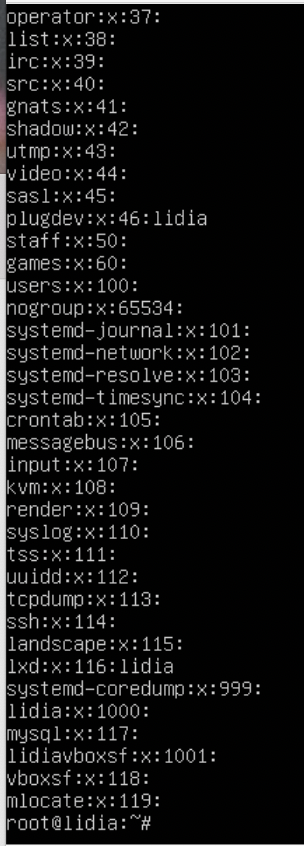 operator:x:37:
list:x:38:
irc:x:39:
src:x:40:
gnats:x:41:
shadow:x:42:
utmp:x:43:
video:x:44:
sasl:x:45:
plugdev:x:46:lidia
staff:x:50:
games:x:60:
users:x:100:
nogroup:x:65534:
systemd-journal:x:101:
systemd-network:x:102:
systemd-resolve:x:103:
systemd-timesync:x:104:
crontab:x:105:
messagebus:x:106:
input:x:107:
kvm:x:108:
render:x:109:
syslog:x:110:
tss:x:111:
uuidd:x:112:
tcpdump:x:113:
ssh:x:114:
landscape:x:115:
lxd:x:116:lidia
systemd-coredump:x:999:
lidia:x:1000:
mysql:x:117:
lidiavboxsf:x:1001:
vboxsf:x:118:
mlocate:x:119:
root@lidia:~#